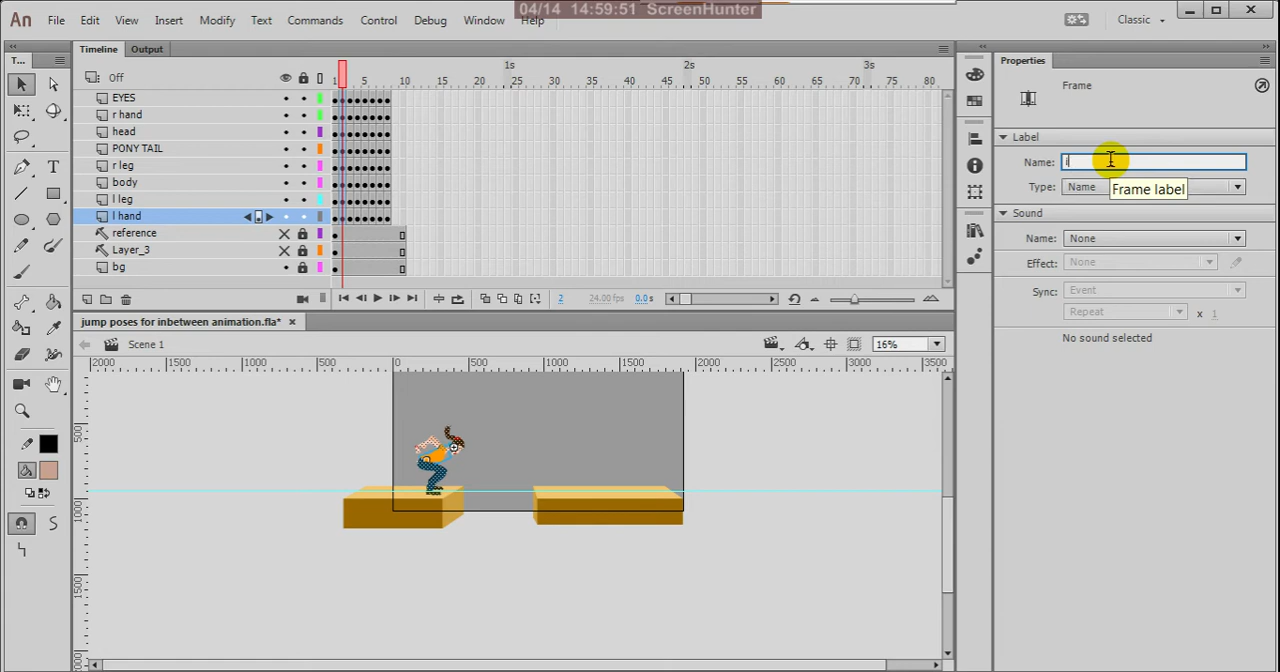 04/14 14:59:51 ScreenHunter
An File Edit View Insert Modify Text Commands Control Debug Window Help Classic
Timeline Output
T... Properties
Off 1s 2s 3s
1 5 10 15 20 25 30 35 40 45 50 55 60 65 70 75 80
Frame
EYES
r hand
head
Label
PONY TAIL
r leg
Name: i
body
Type: Name
Frame label
l leg
l hand
Sound
reference
Name: None
Layer_3
Effect: None
bg
Sync: Event
2 24.00 fps 0.0 s
Repeat x 1
jump poses for inbetween animation.fla*
No sound selected
Scene 1 16%
2000 1500 1000 500 0 500 1000 1500 2000 2500 3000 3500
500
1000
1500
2000